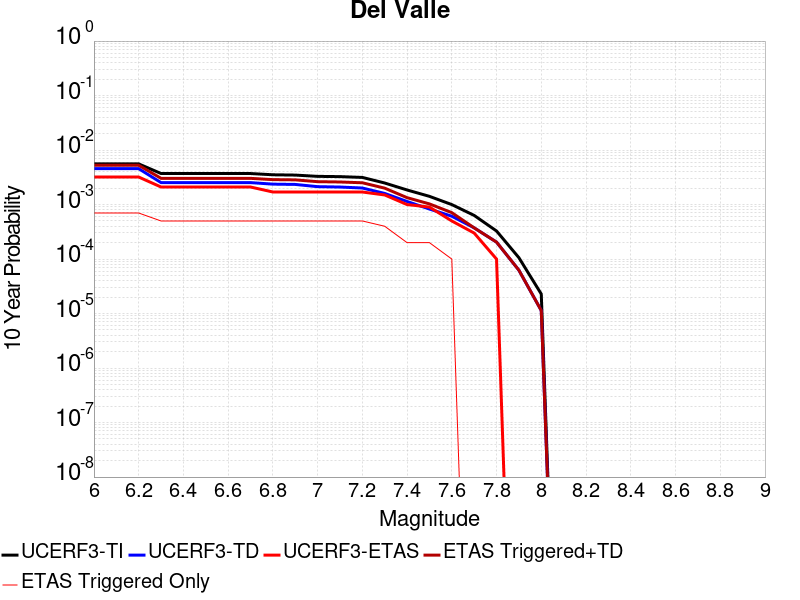 Del Valle
10 0
10 -1
10 -2
10 -3
10 -4
10 -5
10 -6
10 -7
10 -8
10 Year Probability
6 6.2 6.4 6.6 6.8 7 7.2 7.4 7.6 7.8 8 8.2 8.4 8.6 8.8 9
Magnitude
UCERF3-TI UCERF3-TD UCERF3-ETAS ETAS Triggered+TD
ETAS Triggered Only